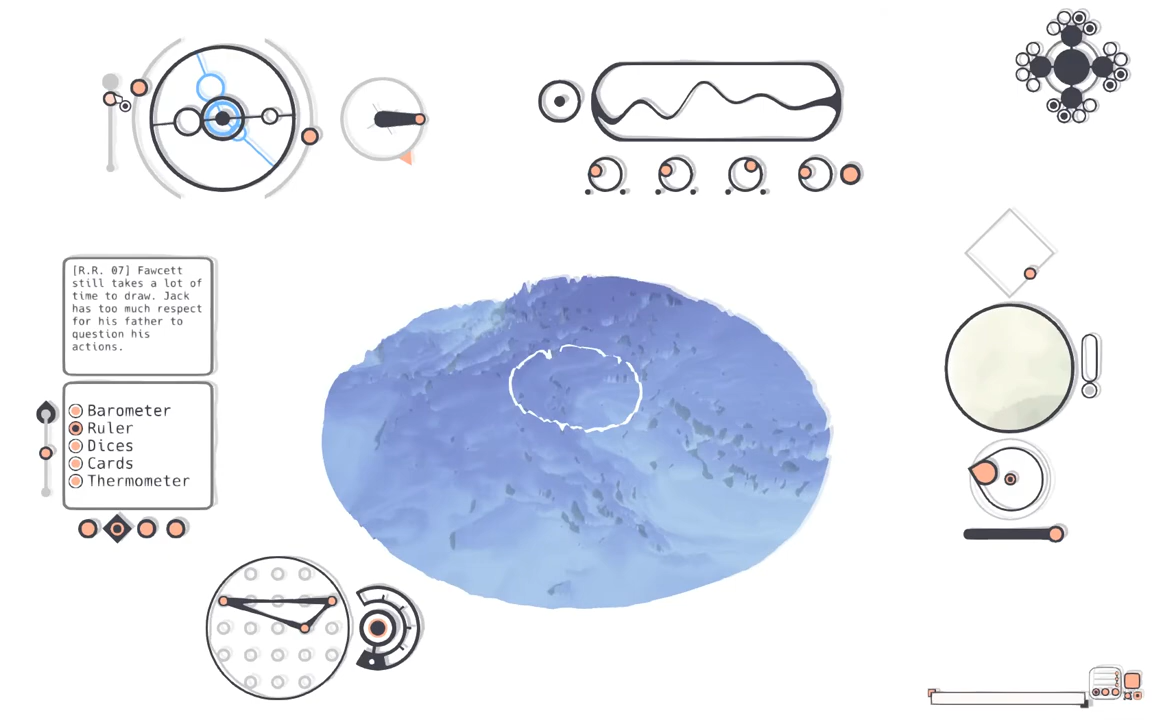 [R.R. 07] Fawcett
still takes a lot of
time to draw. Jack
has too much respect
for his father to
question his
actions.
Barometer
Ruler
Dices
Cards
Thermometer